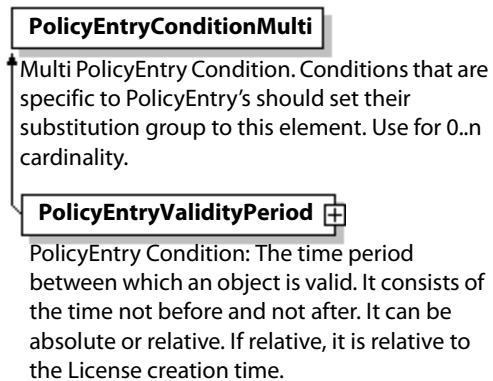 PolicyEntryConditionMulti
Multi PolicyEntry Condition. Conditions that are
specific to PolicyEntry's should set their
substitution group to this element. Use for 0..n
cardinality.
PolicyEntryValidityPeriod
PolicyEntry Condition: The time period
between which an object is valid. It consists of
the time not before and not after. It can be
absolute or relative. If relative, it is relative to
the License creation time.